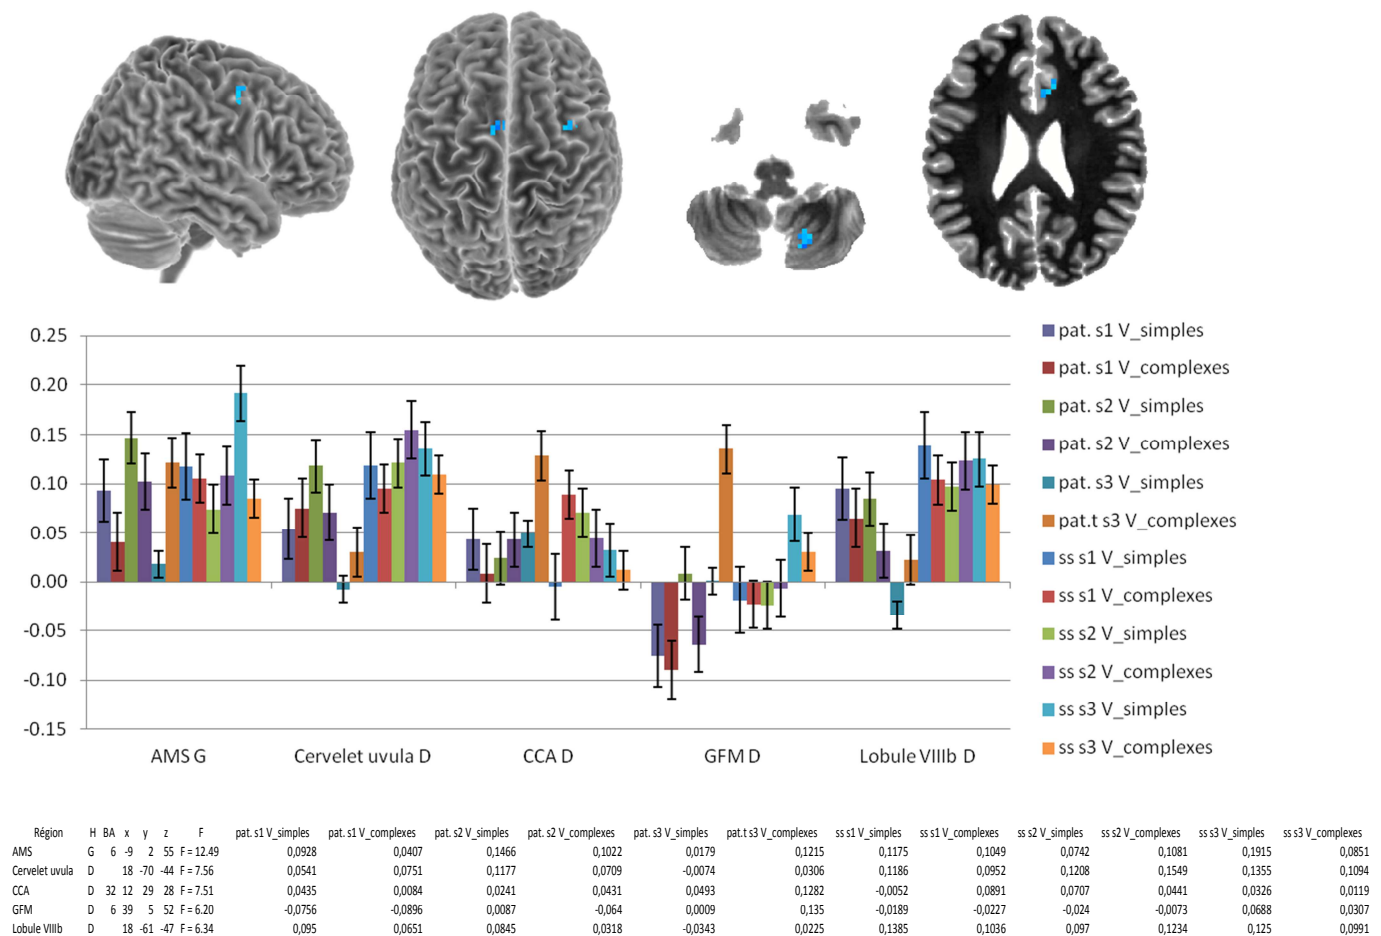 0.25
0.20
0.15
0.10
0.05
0.00
-0.05
-0.10
-0.15
AMS G Cervelet uvula D CCA D GFM D Lobule VIIIb D
pat. s1 V_simples
pat. s1 V_complexes
pat. s2 V_simples
pat. s2 V_complexes
pat. s3 V_simples
pat.t s3 V_complexes
ss s1 V_simples
ss s1 V_complexes
ss s2 V_simples
ss s2 V_complexes
ss s3 V_simples
ss s3 V_complexes
Région H BA x y z F pat. s1 V_simples pat. s1 V_complexes pat. s2 V_simples pat. s2 V_complexes pat. s3 V_simples pat.t s3 V_complexes ss s1 V_simples ss s1 V_complexes ss s2 V_simples ss s2 V_complexes ss s3 V_simples ss s3 V_complexes
AMS G 6 -9 2 55 F = 12.49 0,0928 0,0407 0,1466 0,1022 0,0179 0,1215 0,1175 0,1049 0,0742 0,1081 0,1915 0,0851
Cervelet uvula D 18 -70 -44 F = 7.56 0,0541 0,0751 0,1177 0,0709 -0,0074 0,0306 0,1186 0,0952 0,1208 0,1549 0,1355 0,1094
CCA D 32 12 29 28 F = 7.51 0,0435 0,0084 0,0241 0,0431 0,0493 0,1282 -0,0052 0,0891 0,0707 0,0441 0,0326 0,0119
GFM D 6 39 5 52 F = 6.20 -0,0756 -0,0896 0,0087 -0,064 0,0009 0,135 -0,0189 -0,0227 -0,024 -0,0073 0,0688 0,0307
Lobule VIIIb D 18 -61 -47 F = 6.34 0,095 0,0651 0,0845 0,0318 -0,0343 0,0225 0,1385 0,1036 0,097 0,1234 0,125 0,0991